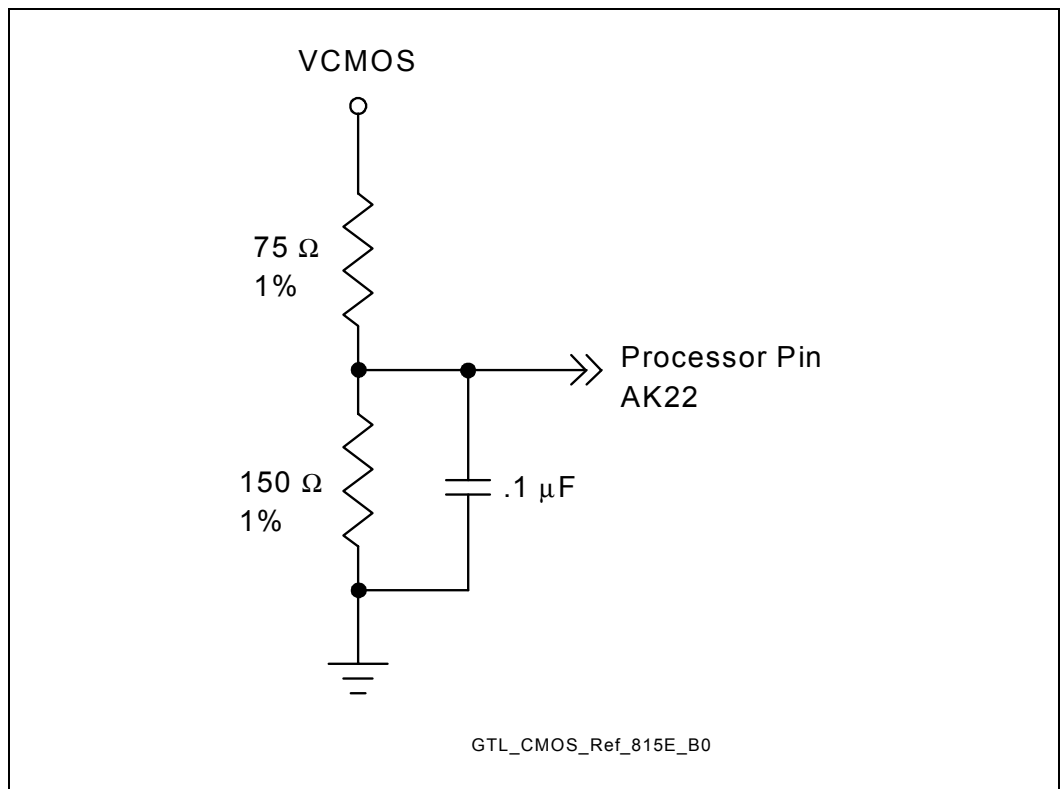 VCMOS
75 Ω
1%
Processor Pin
AK22
150 Ω
1%
.1 μF
GTL_CMOS_Ref_815E_B0